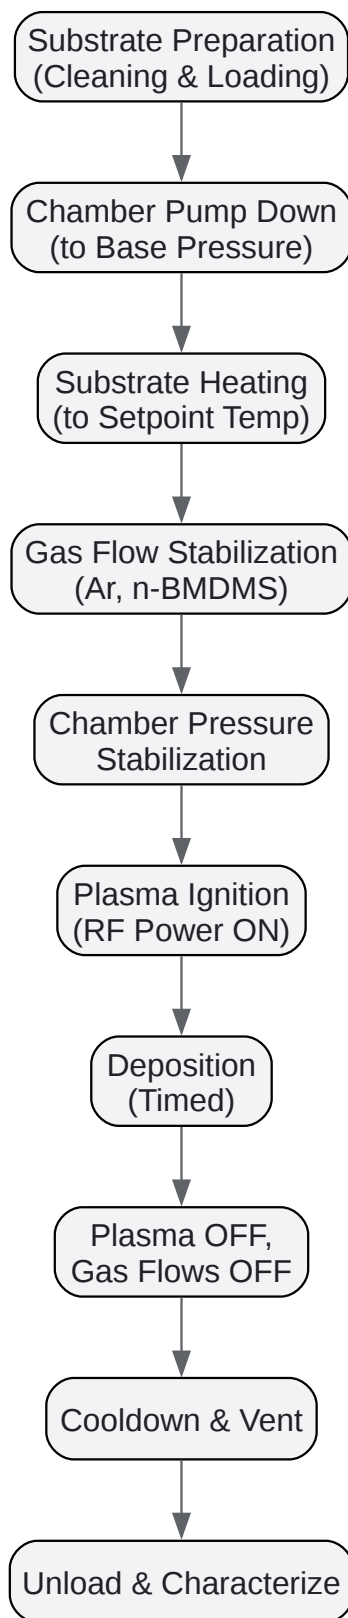 Substrate Preparation
(Cleaning & Loading)
Chamber Pump Down
(to Base Pressure)
Substrate Heating
(to Setpoint Temp)
Gas Flow Stabilization
(Ar, n-BMDMS)
Chamber Pressure
Stabilization
Plasma Ignition
(RF Power ON)
Deposition
(Timed)
Plasma OFF,
Gas Flows OFF
Cooldown & Vent
Unload & Characterize